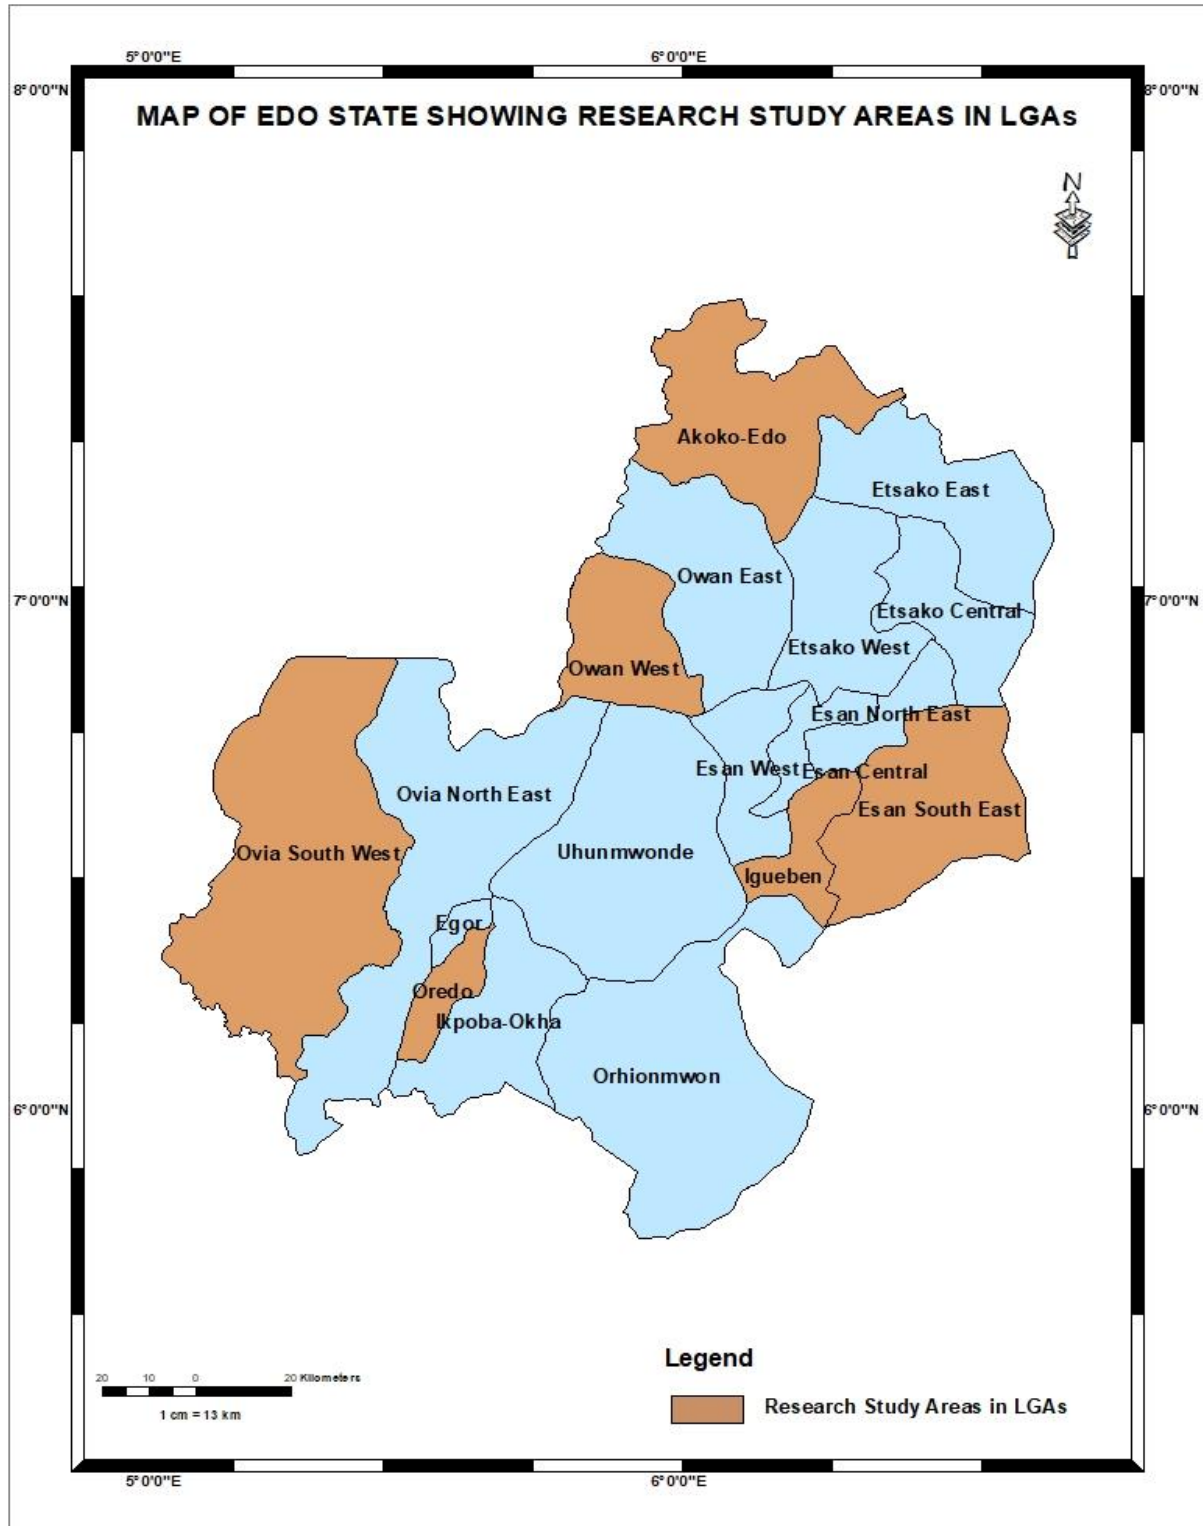 5°0'0"E 6°0'0"E
8°0'0"N 8°0'0"N
MAP OF EDO STATE SHOWING RESEARCH STUDY AREAS IN LGAs
N
Akoko-Edo
Etsako East
Owan East
7°0'0"N 7°0'0"N
Etsako Central
Etsako West
Owan West
Esan North East
Esan West
Esan Central
Ovia North East
Esan South East
Ovia South West
Uhunmwonde
Igueben
Egor
Oredo
Ikpoba-Okha
Orhionmwon
6°0'0"N 6°0'0"N
Legend
20 10 0 20 Kilometers
Research Study Areas in LGAs
1 cm = 13 km
5°0'0"E 6°0'0"E